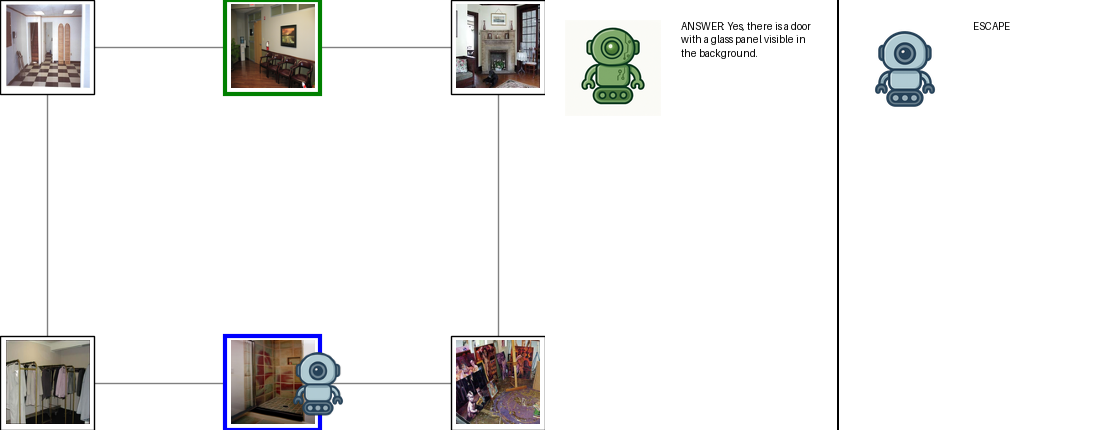 ANSWER: Yes, there is a door
with a glass panel visible in
the background.
ESCAPE